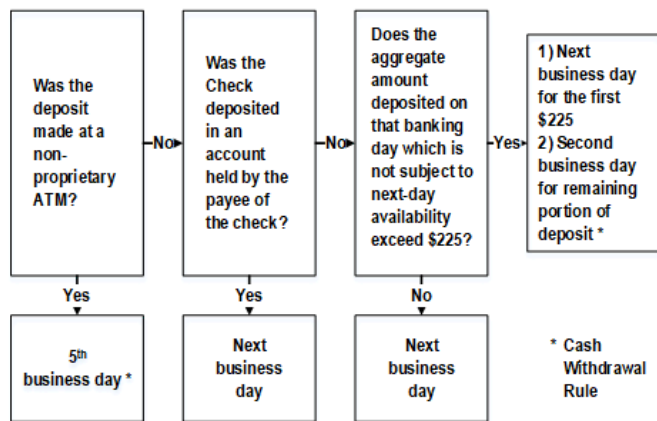 Was the
deposit
made at a
non-
proprietary
ATM?
No
Was the
Check
deposited
in an
account
held by the
payee of
the check?
No
Does the
aggregate
amount
deposited on
that banking
day which is
not subject to
next-day
availability
exceed $225?
Yes
1) Next
business day
for the first
$225
2) Second
business day
for remaining
portion of
deposit *
Yes
Yes
No
5th
business day *
Next
business
day
Next
business
day
* Cash
Withdrawal
Rule